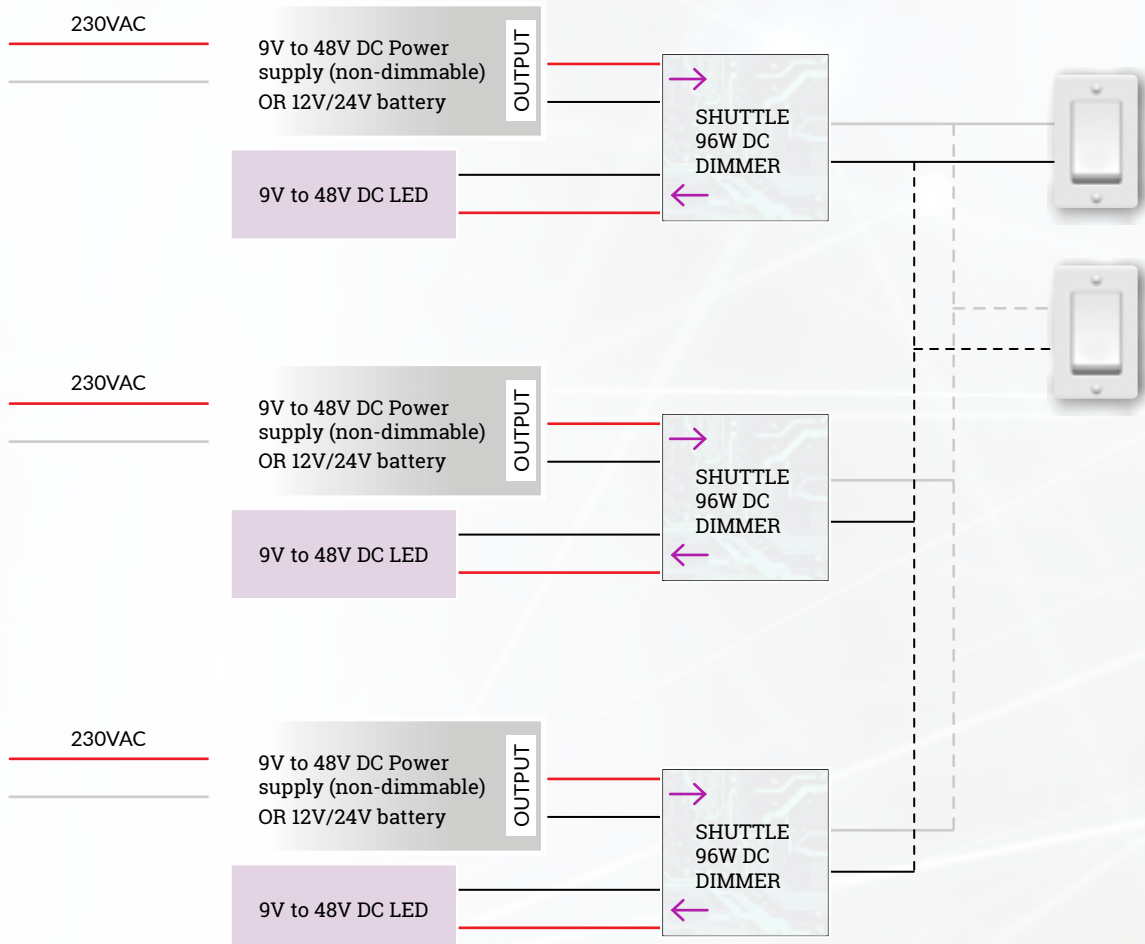 230VAC
9V to 48V DC Power
supply (non-dimmable)
OR 12V/24V battery
OUTPUT
9V to 48V DC LED
SHUTTLE
96W DC
DIMMER
230VAC
9V to 48V DC Power
supply (non-dimmable)
OR 12V/24V battery
OUTPUT
9V to 48V DC LED
SHUTTLE
96W DC
DIMMER
230VAC
9V to 48V DC Power
supply (non-dimmable)
OR 12V/24V battery
OUTPUT
9V to 48V DC LED
SHUTTLE
96W DC
DIMMER